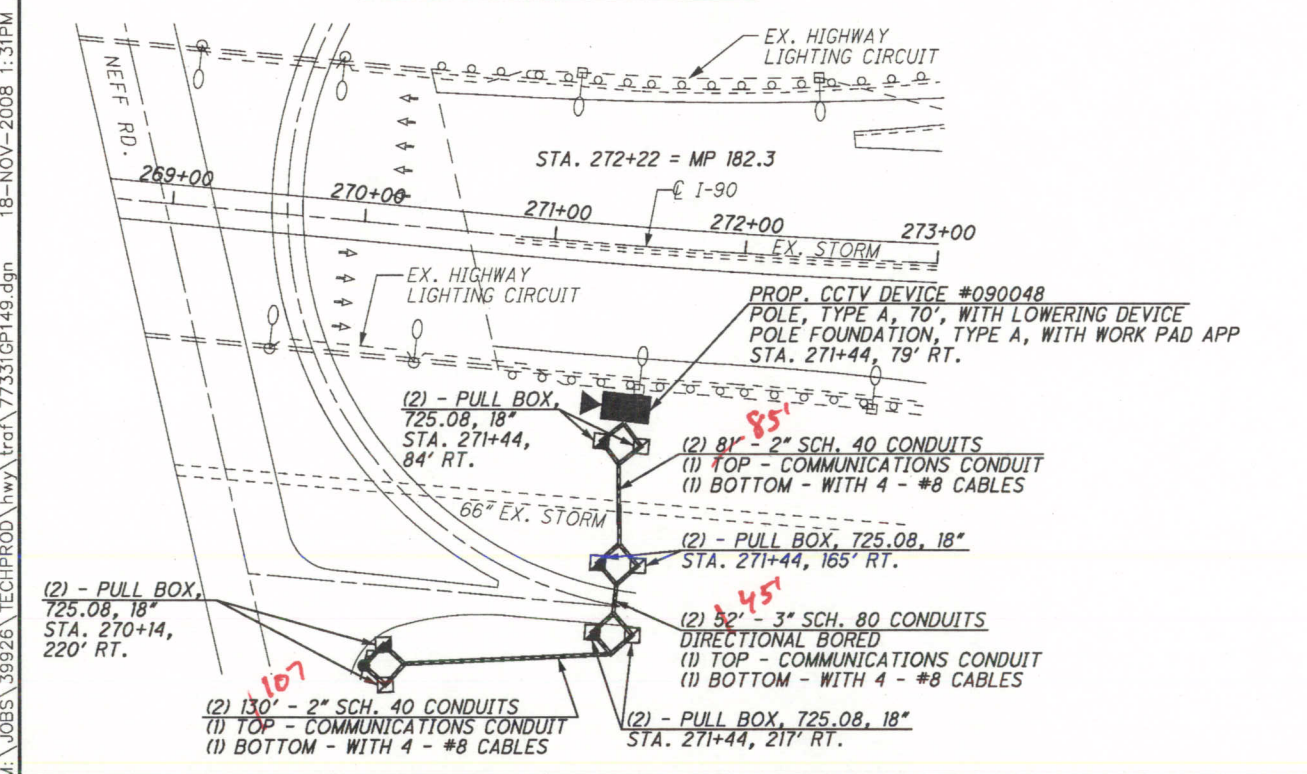 M:\JOBS\39926\TECHPROD\hwy\traf\77331GP149.dgn 18-NOV-2008 1:31PM
NEFF RD.
EX. HIGHWAY
LIGHTING CIRCUIT
STA. 272+22 = MP 182.3
℄ I-90
269+00
270+00
271+00
272+00
273+00
EX. STORM
EX. HIGHWAY
LIGHTING CIRCUIT
PROP. CCTV DEVICE #090048
POLE, TYPE A, 70', WITH LOWERING DEVICE
POLE FOUNDATION, TYPE A, WITH WORK PAD APP
STA. 271+44, 79' RT.
(2) - PULL BOX,
725.08, 18"
STA. 271+44,
84' RT.
85'
(2) 81' - 2" SCH. 40 CONDUITS
(1) TOP - COMMUNICATIONS CONDUIT
(1) BOTTOM - WITH 4 - #8 CABLES
66" EX. STORM
(2) - PULL BOX, 725.08, 18"
STA. 271+44, 165' RT.
(2) - PULL BOX,
725.08, 18"
STA. 270+14,
220' RT.
45'
(2) 52' - 3" SCH. 80 CONDUITS
DIRECTIONAL BORED
(1) TOP - COMMUNICATIONS CONDUIT
(1) BOTTOM - WITH 4 - #8 CABLES
107
(2) 130' - 2" SCH. 40 CONDUITS
(1) TOP - COMMUNICATIONS CONDUIT
(1) BOTTOM - WITH 4 - #8 CABLES
(2) - PULL BOX, 725.08, 18"
STA. 271+44, 217' RT.